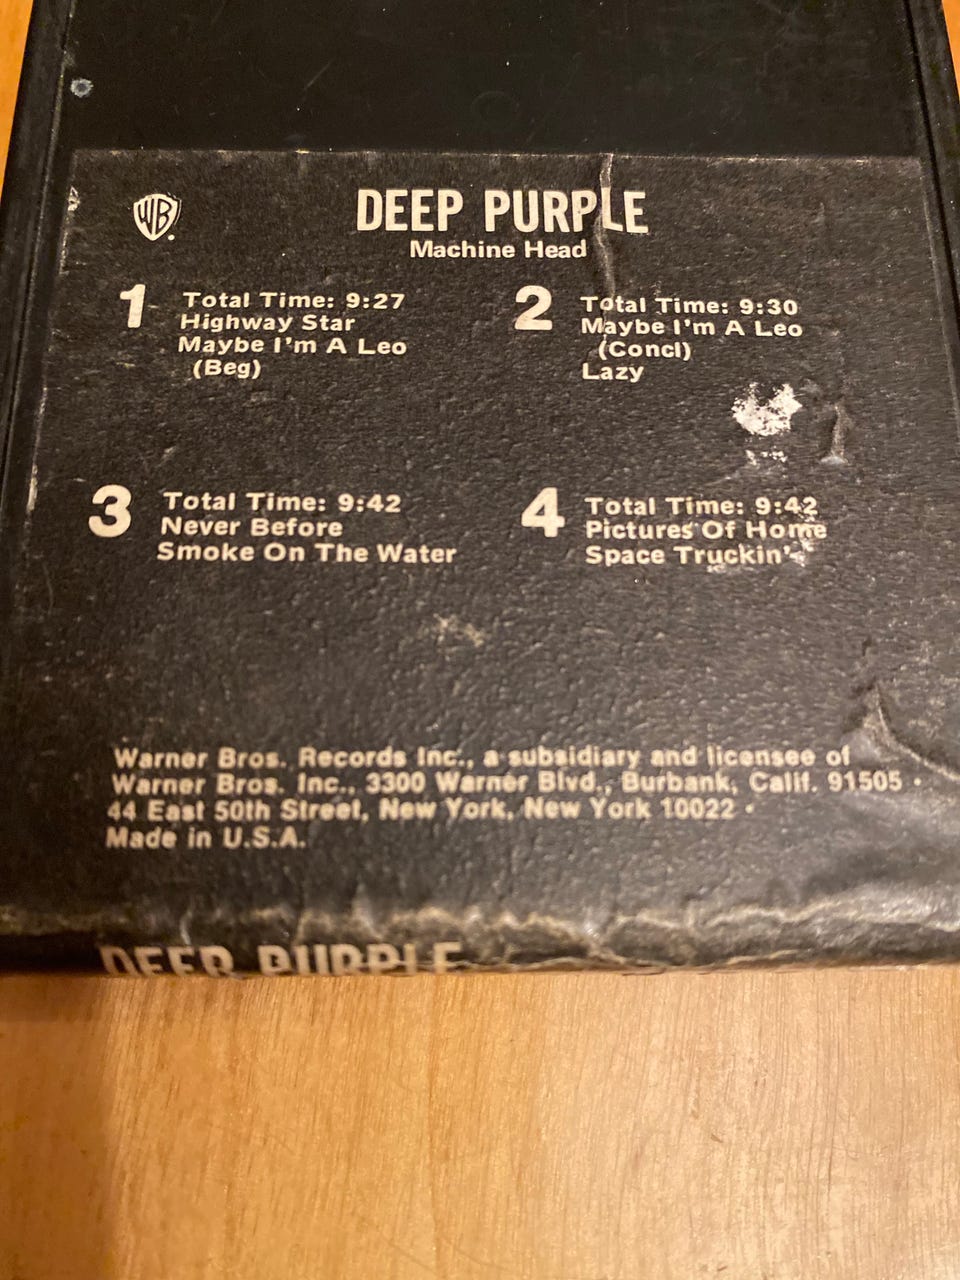 WB
DEEP PURPLE
Machine Head
1
Total Time: 9:27
Highway Star
Maybe I'm A Leo
(Beg)
2
Total Time: 9:30
Maybe I'm A Leo
(Concl)
Lazy
3
Total Time: 9:42
Never Before
Smoke On The Water
4
Total Time: 9:42
Pictures Of Home
Space Truckin'
Warner Bros. Records Inc., a subsidiary and licensee of
Warner Bros. Inc., 3300 Warner Blvd., Burbank, Calif. 91505 •
44 East 50th Street, New York, New York 10022 •
Made in U.S.A.
DEEP PURPLE